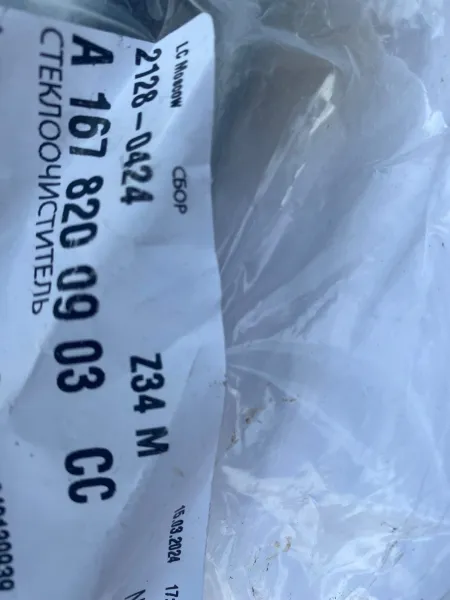 LC Moscow СБОР 15.03.2024
2128-0424 Z34 M
A 167 820 09 03 CC
СТЕКЛООЧИСТИТЕЛЬ